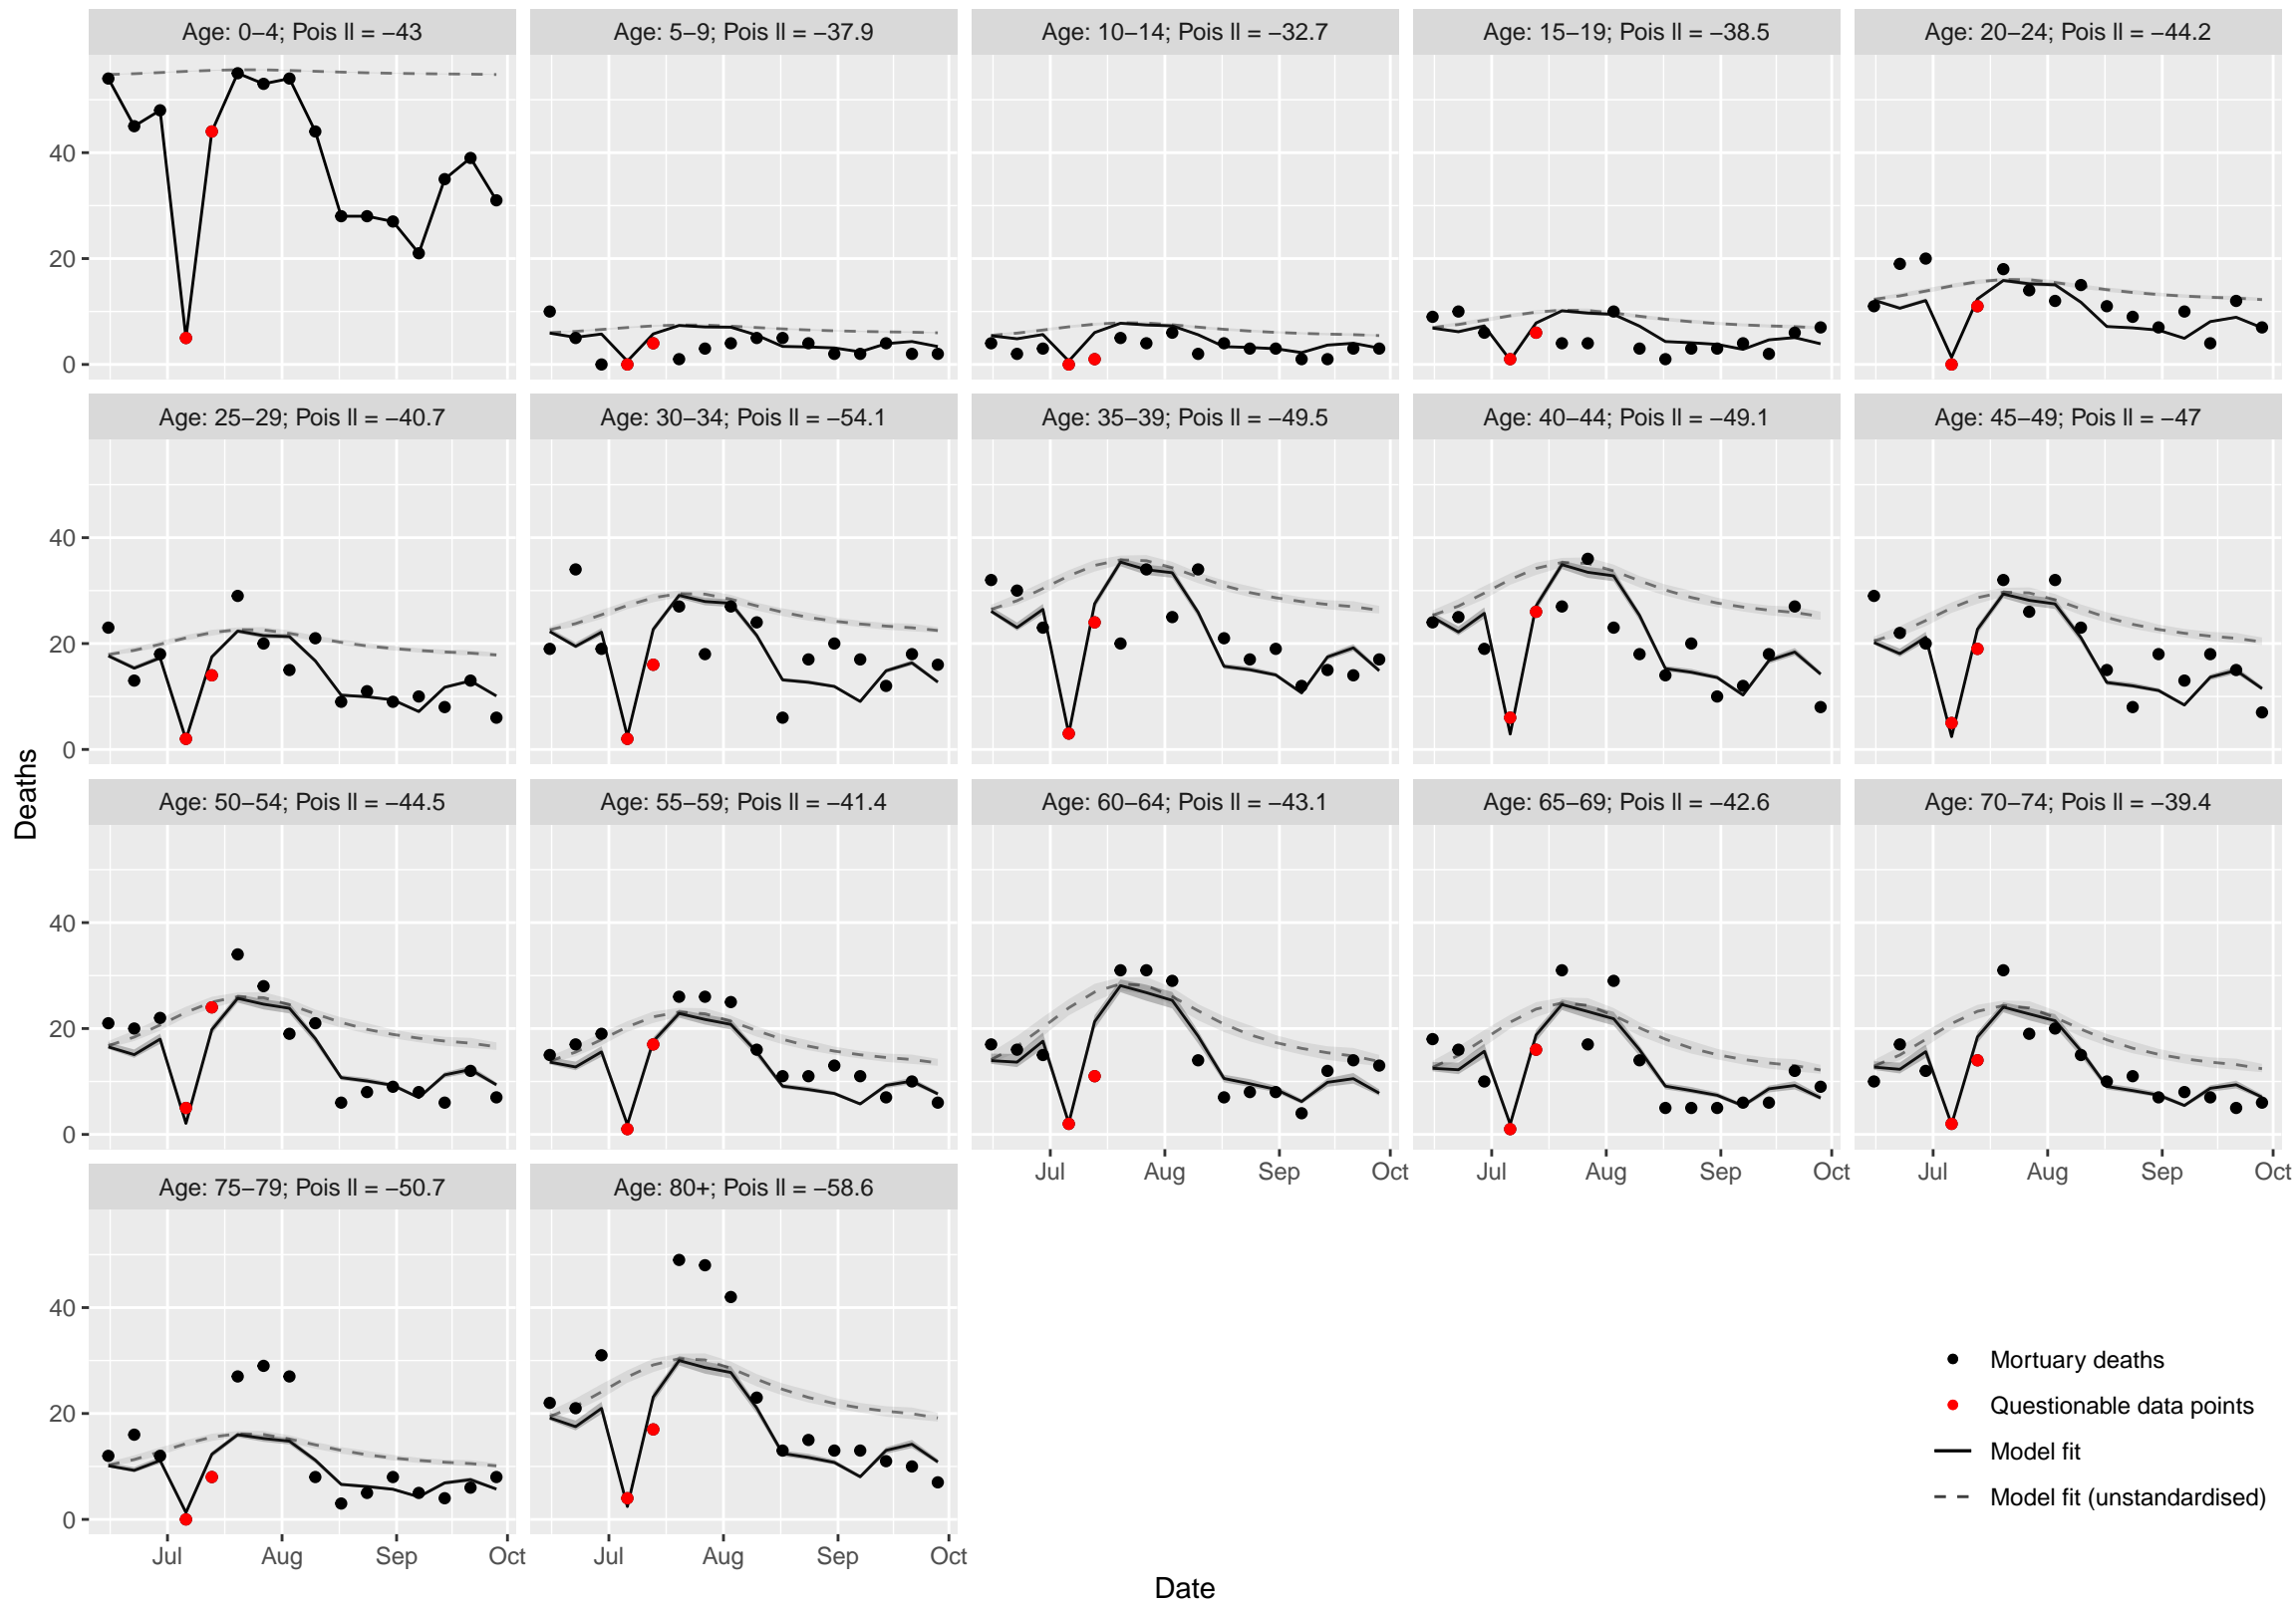 Age: 0−4; Pois ll = −43
Age: 5−9; Pois ll = −37.9
Age: 10−14; Pois ll = −32.7
Age: 15−19; Pois ll = −38.5
Age: 20−24; Pois ll = −44.2
40
20
0
Age: 25−29; Pois ll = −40.7
Age: 30−34; Pois ll = −54.1
Age: 35−39; Pois ll = −49.5
Age: 40−44; Pois ll = −49.1
Age: 45−49; Pois ll = −47
40
20
0
Deaths
Age: 50−54; Pois ll = −44.5
Age: 55−59; Pois ll = −41.4
Age: 60−64; Pois ll = −43.1
Age: 65−69; Pois ll = −42.6
Age: 70−74; Pois ll = −39.4
40
20
0
Jul Aug Sep Oct
Jul Aug Sep Oct
Jul Aug Sep Oct
Age: 75−79; Pois ll = −50.7
Age: 80+; Pois ll = −58.6
40
20
0
Jul Aug Sep Oct
Jul Aug Sep Oct
Mortuary deaths
Questionable data points
Model fit
Model fit (unstandardised)
Date